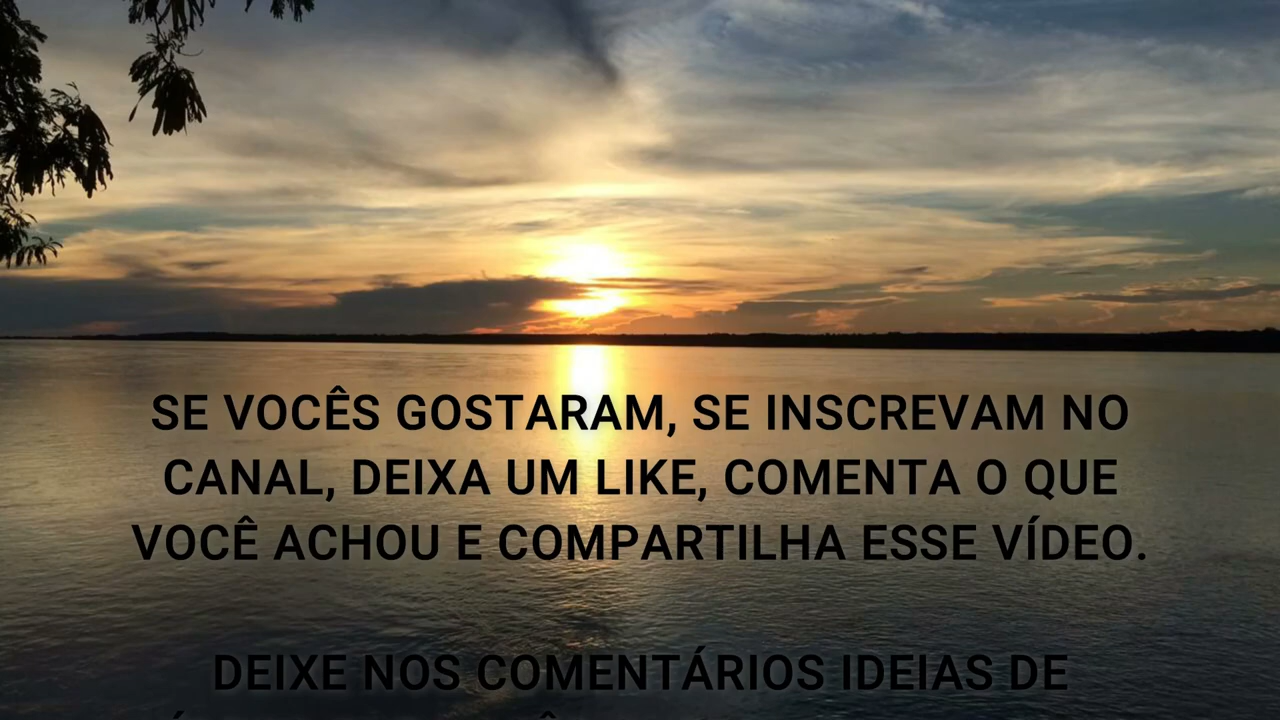 SE VOCÊS GOSTARAM, SE INSCREVAM NO
CANAL, DEIXA UM LIKE, COMENTA O QUE
VOCÊ ACHOU E COMPARTILHA ESSE VÍDEO.
DEIXE NOS COMENTÁRIOS IDEIAS DE